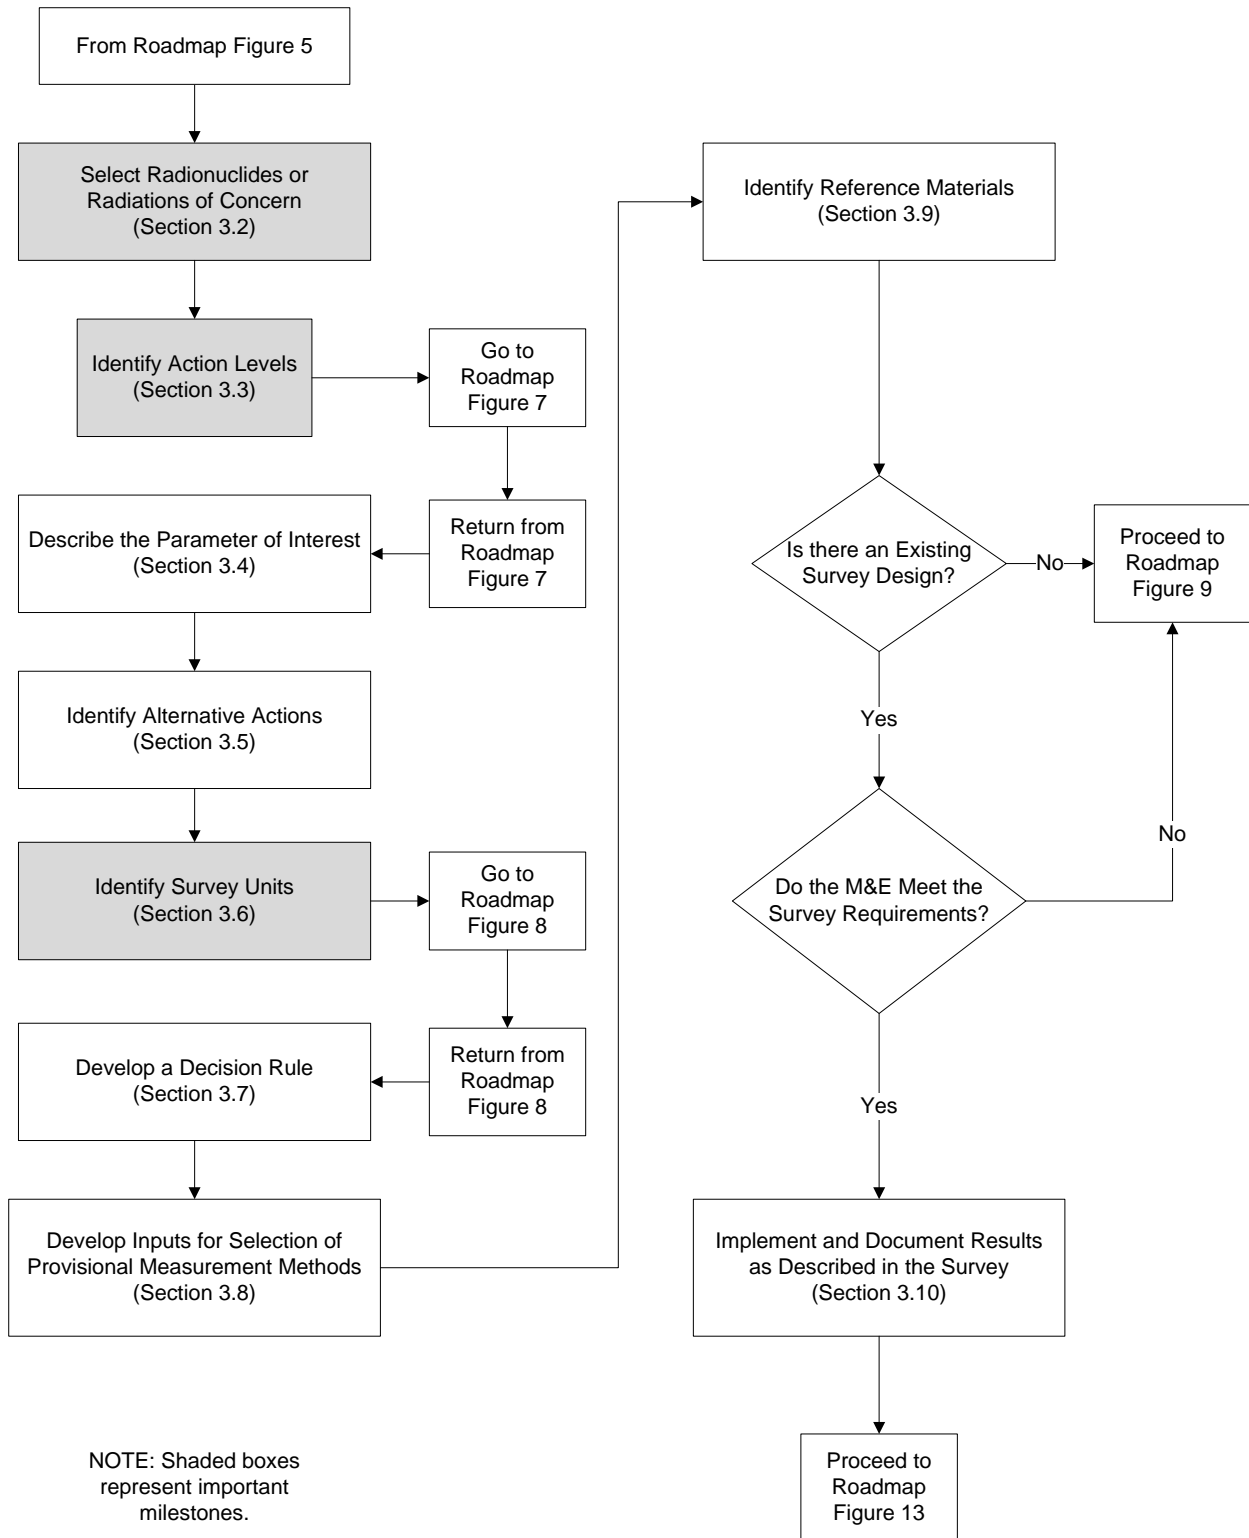 From Roadmap Figure 5
Select Radionuclides or
Radiations of Concern
(Section 3.2)
Identify Action Levels
(Section 3.3)
Go to
Roadmap
Figure 7
Return from
Roadmap
Figure 7
Describe the Parameter of Interest
(Section 3.4)
Identify Alternative Actions
(Section 3.5)
Identify Survey Units
(Section 3.6)
Go to
Roadmap
Figure 8
Return from
Roadmap
Figure 8
Develop a Decision Rule
(Section 3.7)
Develop Inputs for Selection of
Provisional Measurement Methods
(Section 3.8)
NOTE: Shaded boxes
represent important
milestones.
Identify Reference Materials
(Section 3.9)
Is there an Existing
Survey Design?
No
Proceed to
Roadmap
Figure 9
Yes
Do the M&E Meet the
Survey Requirements?
No
Yes
Implement and Document Results
as Described in the Survey
(Section 3.10)
Proceed to
Roadmap
Figure 13